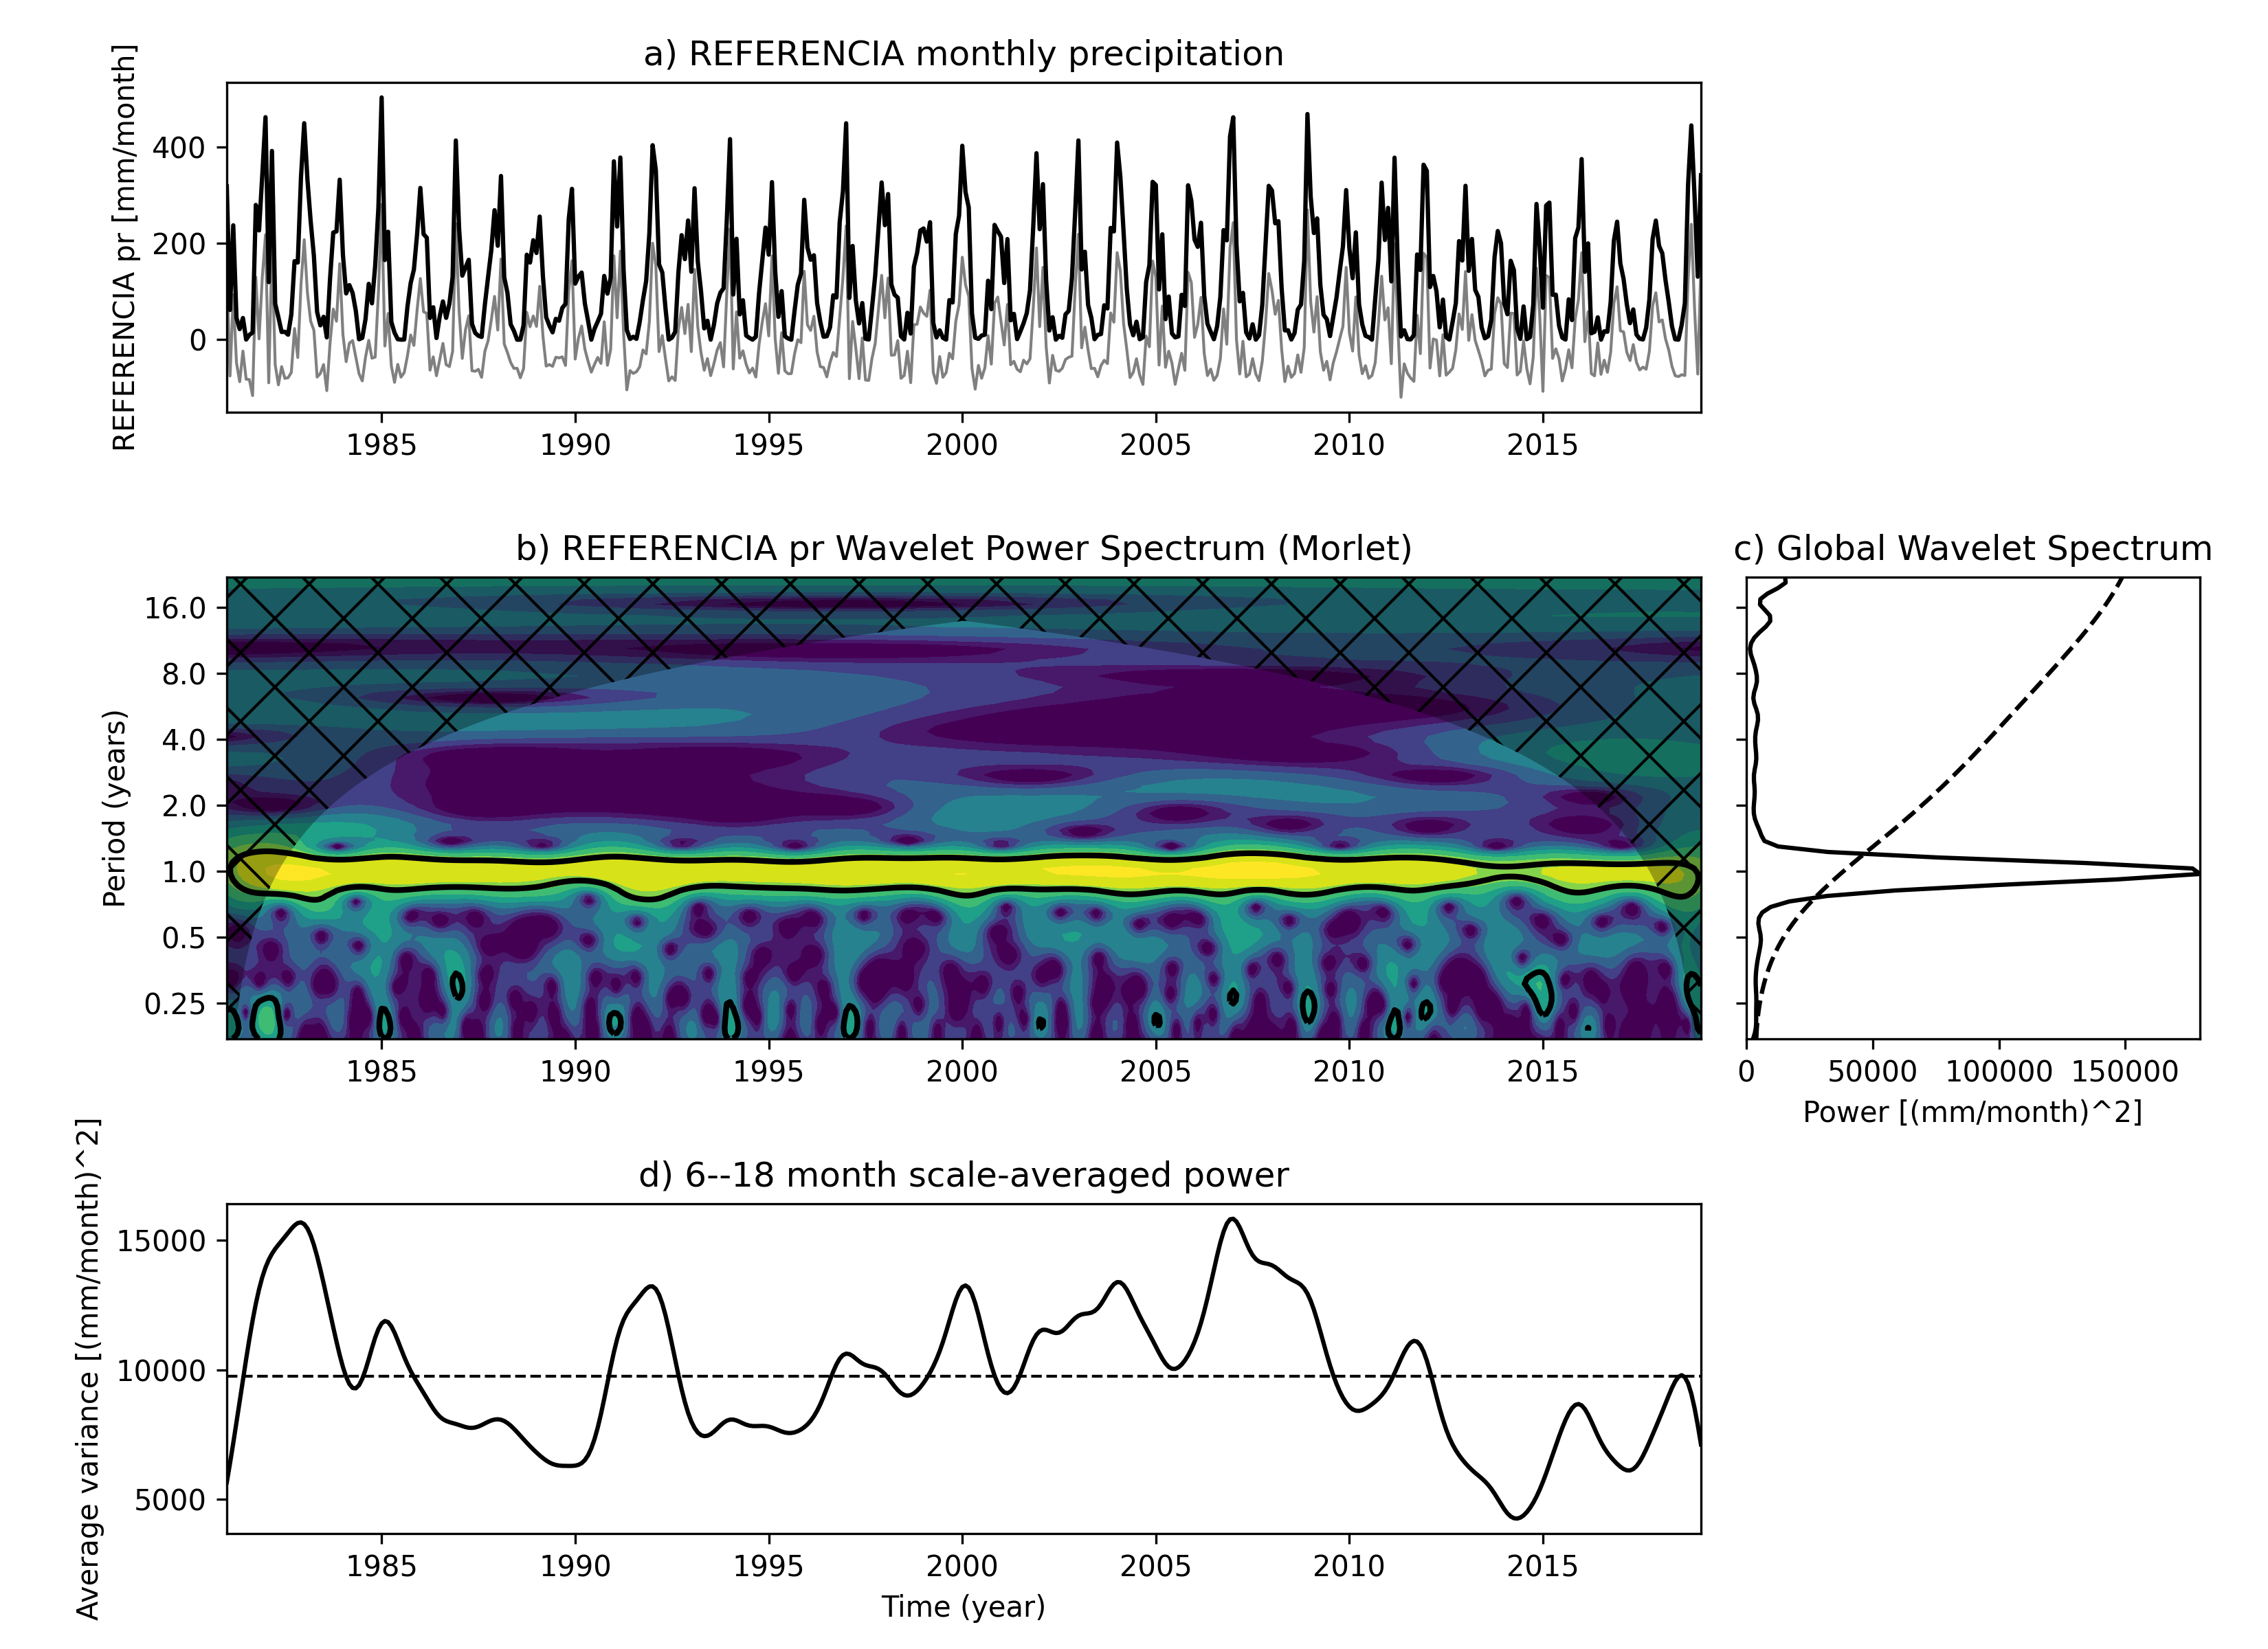 a) REFERENCIA monthly precipitation
REFERENCIA pr [mm/month]
400
200
0
1985 1990 1995 2000 2005 2010 2015
b) REFERENCIA pr Wavelet Power Spectrum (Morlet)
Period (years)
16.0
8.0
4.0
2.0
1.0
0.5
0.25
1985 1990 1995 2000 2005 2010 2015
c) Global Wavelet Spectrum
0 50000 100000 150000
Power [(mm/month)^2]
d) 6--18 month scale-averaged power
Average variance [(mm/month)^2]
15000
10000
5000
1985 1990 1995 2000 2005 2010 2015
Time (year)